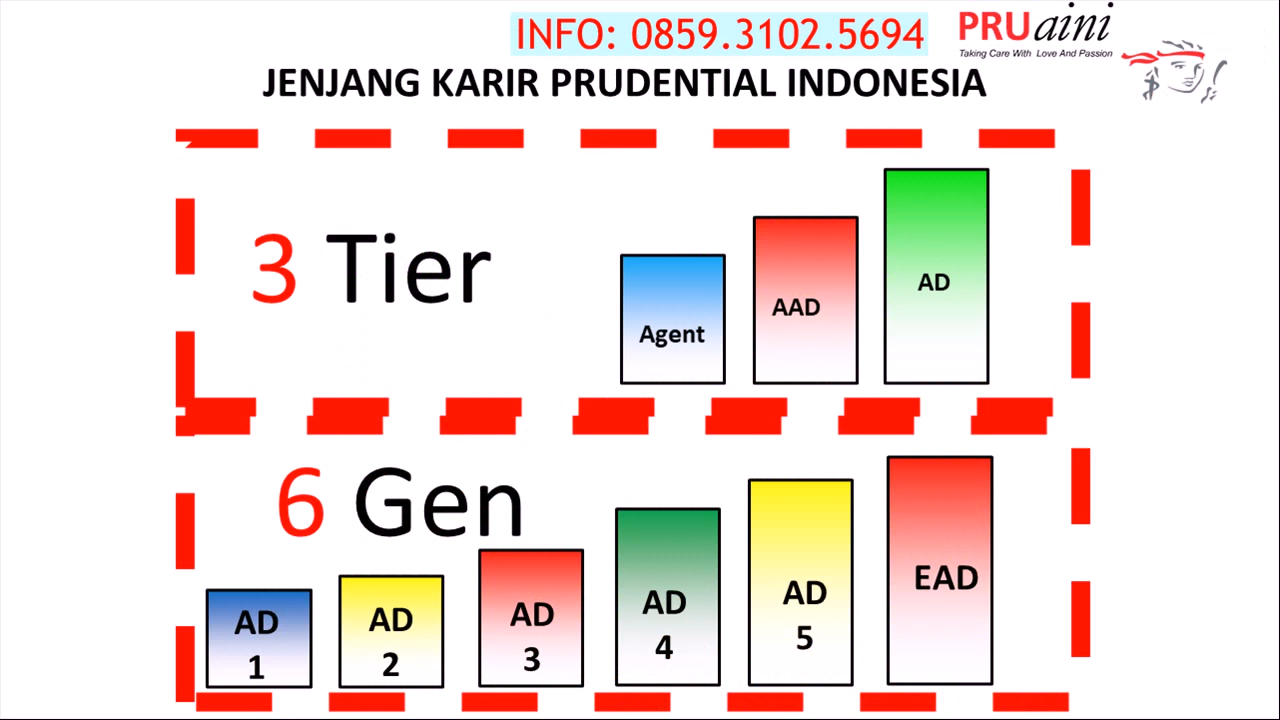 INFO: 0859.3102.5694
PRUaini
Taking Care With Love And Passion
JENJANG KARIR PRUDENTIAL INDONESIA
3 Tier
Agent
AAD
AD
6 Gen
AD
1
AD
2
AD
3
AD
4
AD
5
EAD